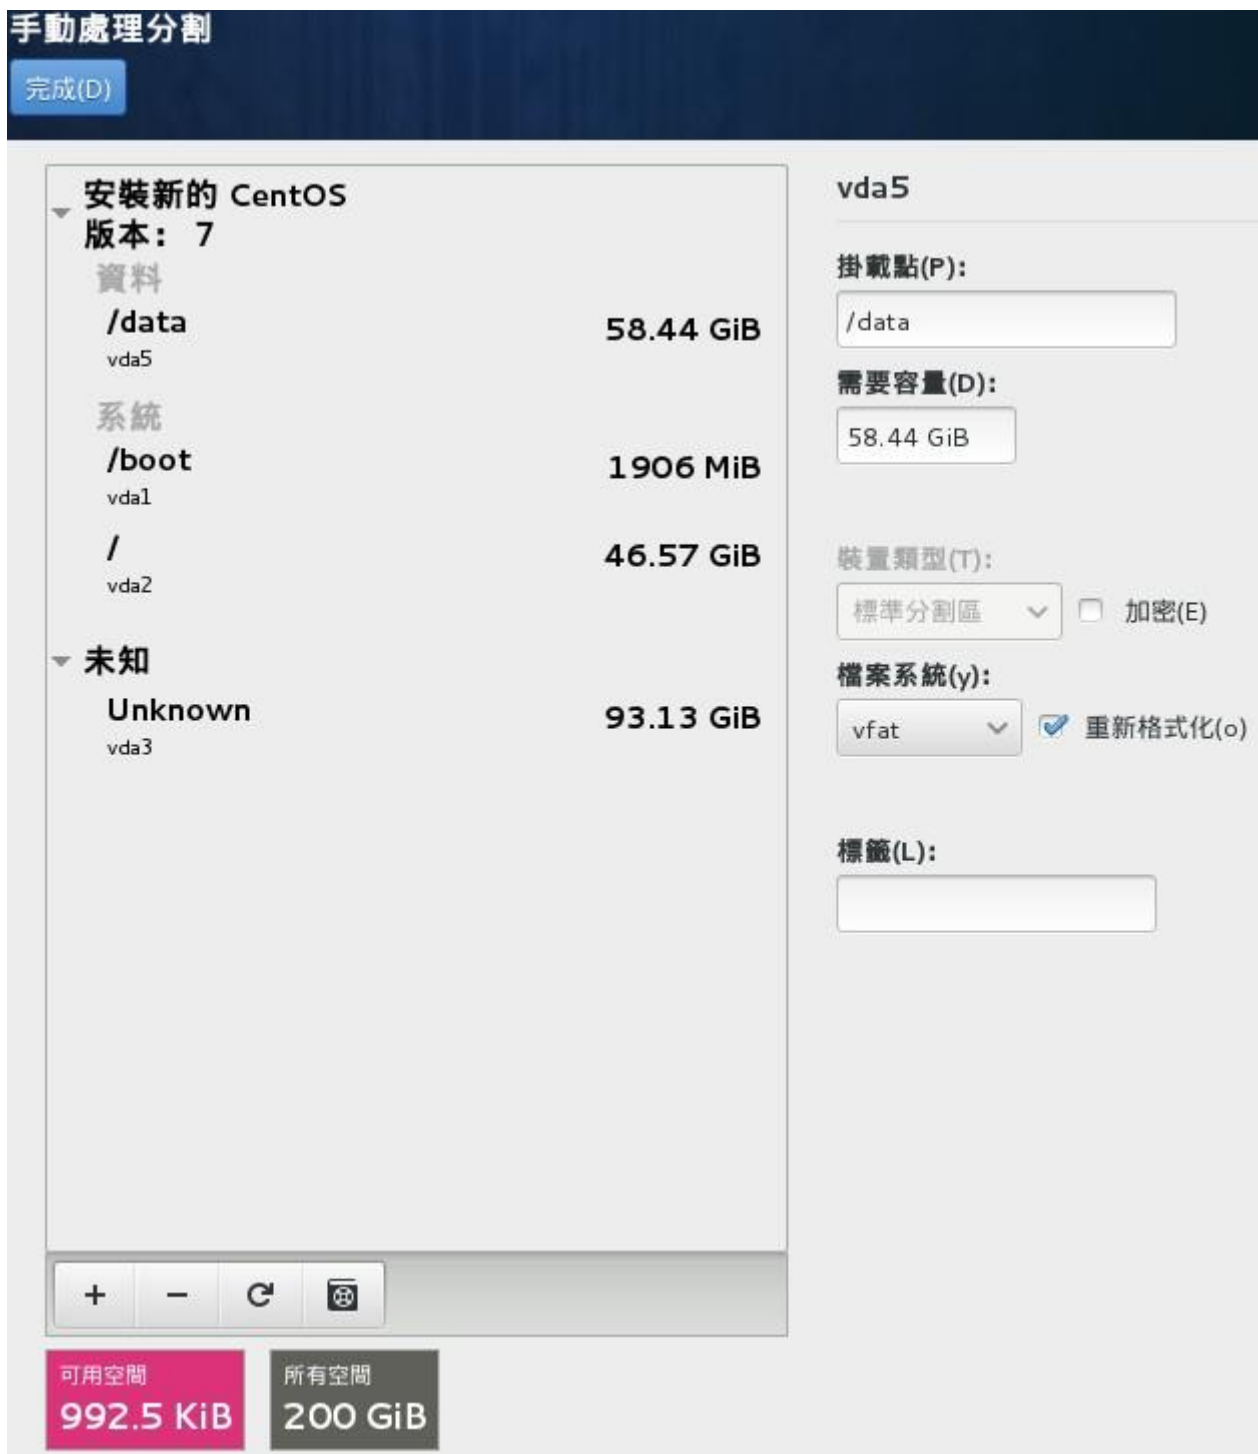 手動處理分割
完成(D)
安裝新的 CentOS
版本: 7
資料
/data
58.44 GiB
vda5
系統
/boot
1906 MiB
vda1
/
46.57 GiB
vda2
未知
Unknown
93.13 GiB
vda3
+ −
可用空間
992.5 KiB
所有空間
200 GiB
vda5
掛載點(P):
/data
需要容量(D):
58.44 GiB
裝置類型(T):
標準分割區
加密(E)
檔案系統(y):
vfat
重新格式化(o)
標籤(L):